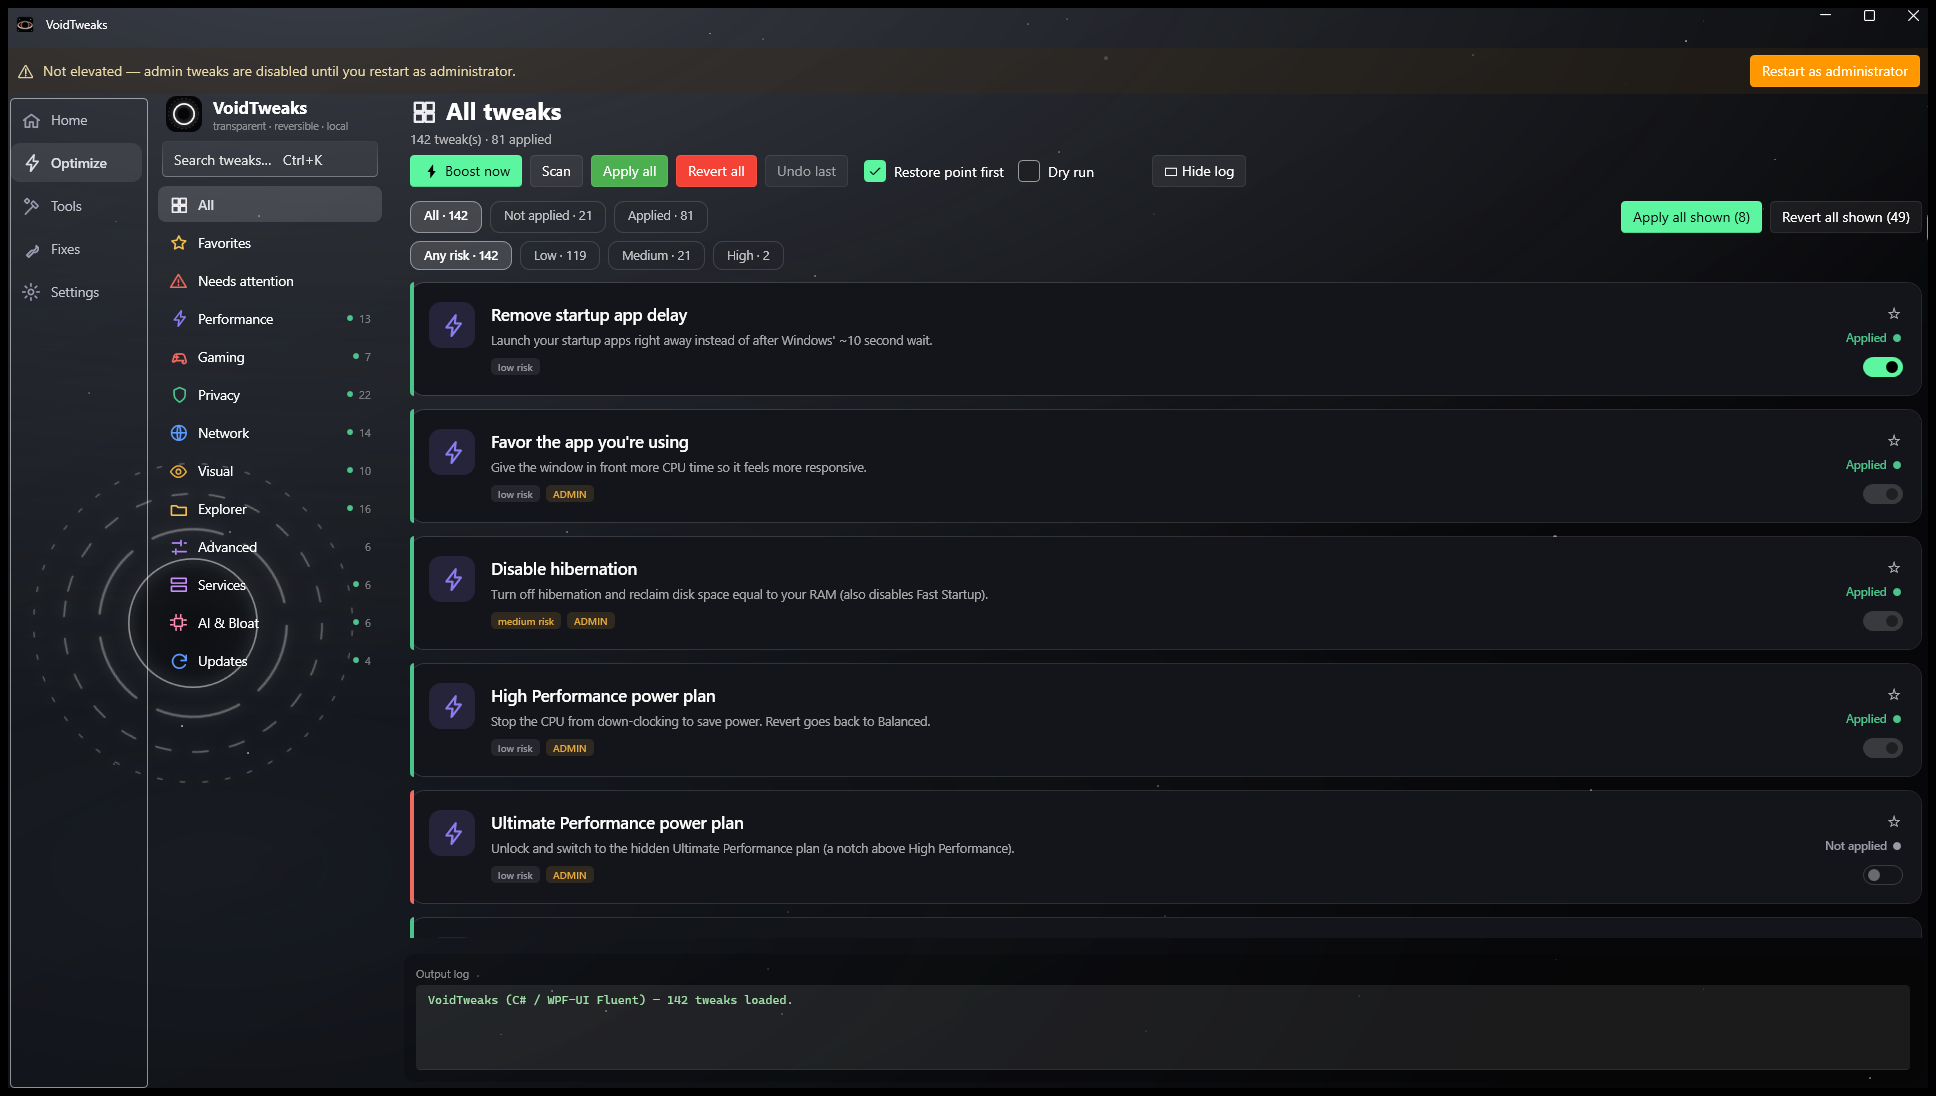 VoidTweaks
Not elevated — admin tweaks are disabled until you restart as administrator.
Restart as administrator
Home
Optimize
Tools
Fixes
Settings
VoidTweaks
transparent · reversible · local
Search tweaks... Ctrl+K
All
Favorites
Needs attention
Performance 13
Gaming 7
Privacy 22
Network 14
Visual 10
Explorer 16
Advanced 6
Services 6
AI & Bloat 6
Updates 4
All tweaks
142 tweak(s) · 81 applied
Boost now Scan Apply all Revert all Undo last Restore point first Dry run Hide log
All · 142 Not applied · 21 Applied · 81
Apply all shown (8) Revert all shown (49)
Any risk · 142 Low · 119 Medium · 21 High · 2
Remove startup app delay
Launch your startup apps right away instead of after Windows' ~10 second wait.
low risk
Applied
Favor the app you're using
Give the window in front more CPU time so it feels more responsive.
low risk ADMIN
Applied
Disable hibernation
Turn off hibernation and reclaim disk space equal to your RAM (also disables Fast Startup).
medium risk ADMIN
Applied
High Performance power plan
Stop the CPU from down-clocking to save power. Revert goes back to Balanced.
low risk ADMIN
Applied
Ultimate Performance power plan
Unlock and switch to the hidden Ultimate Performance plan (a notch above High Performance).
low risk ADMIN
Not applied
Output log
VoidTweaks (C# / WPF-UI Fluent) — 142 tweaks loaded.